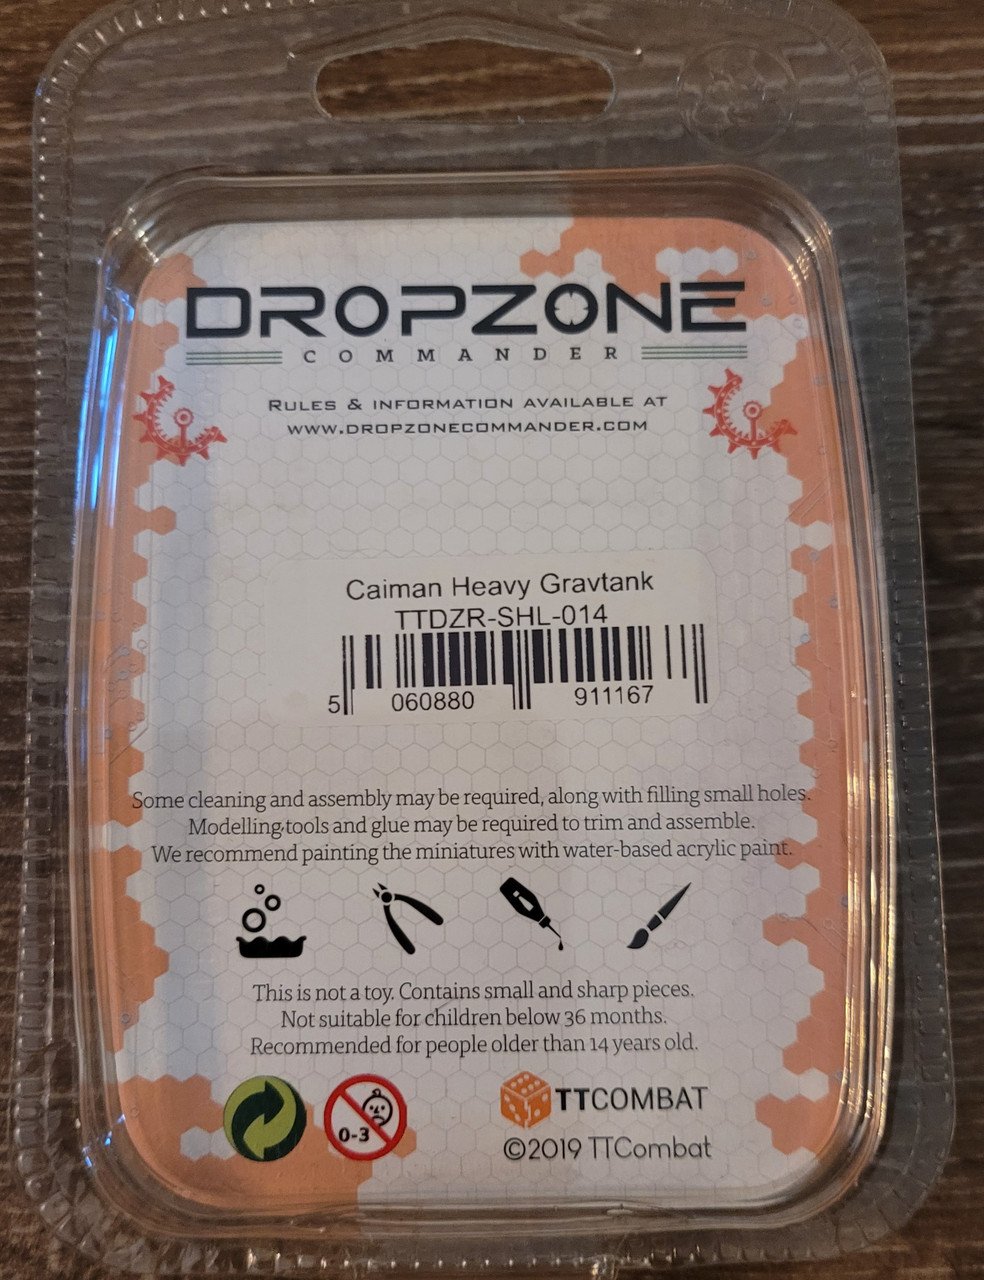 DROPZONE
COMMANDER
RULES & INFORMATION AVAILABLE AT
WWW.DROPZONECOMMANDER.COM
Caiman Heavy Gravtank
TTDZR-SHL-014
5 060880 911167
Some cleaning and assembly may be required, along with filling small holes.
Modelling tools and glue may be required to trim and assemble.
We recommend painting the miniatures with water-based acrylic paint.
This is not a toy. Contains small and sharp pieces.
Not suitable for children below 36 months.
Recommended for people older than 14 years old.
0-3
TTCOMBAT
©2019 TTCombat